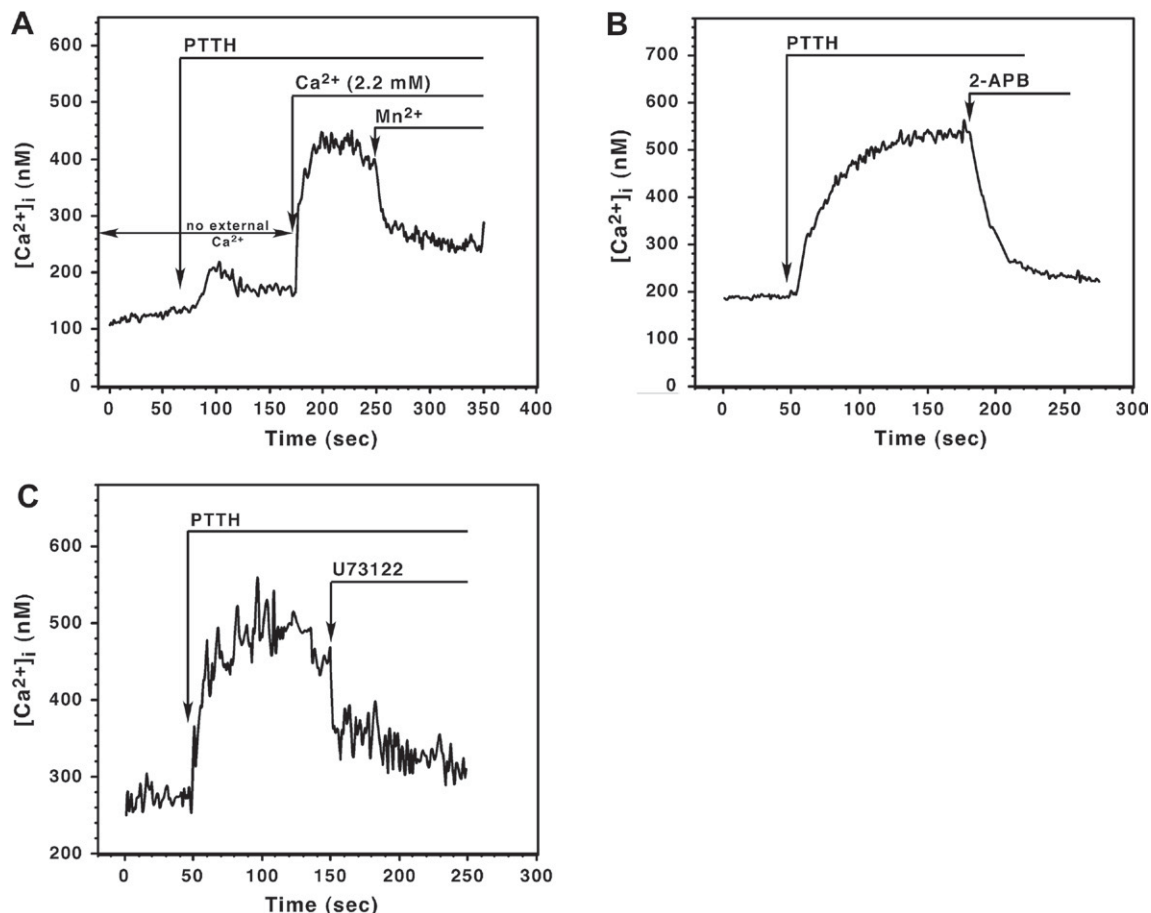 A
600
500
400
300
200
100
0
[Ca²⁺]ᵢ (nM)
PTTH
Ca²⁺ (2.2 mM)
Mn²⁺
no external
Ca²⁺
0 50 100 150 200 250 300 350 400
Time (sec)
B
700
600
500
400
300
200
100
0
[Ca²⁺]ᵢ (nM)
PTTH
2-APB
0 50 100 150 200 250 300
Time (sec)
C
600
500
400
300
200
[Ca²⁺]ᵢ (nM)
PTTH
U73122
0 50 100 150 200 250 300
Time (sec)